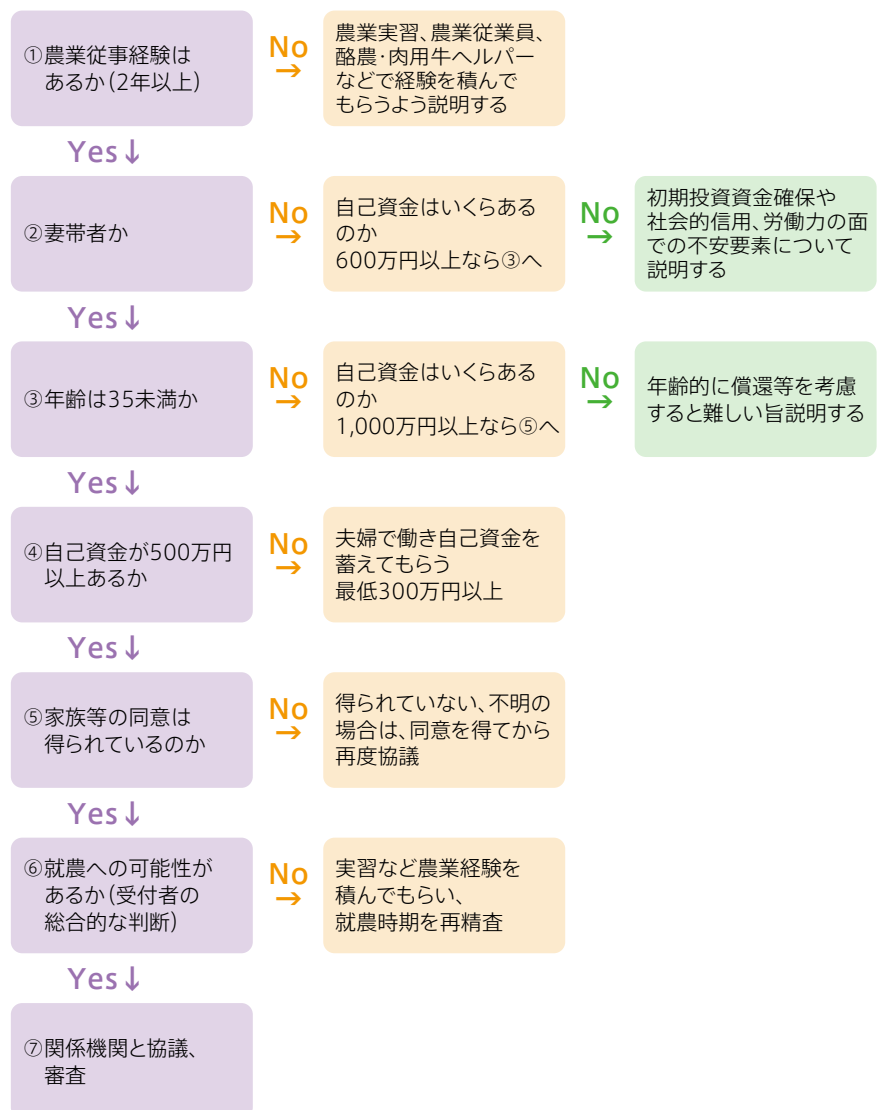 ①農業従事経験は
あるか(2年以上)
No
→
農業実習、農業従業員、
酪農・肉用牛ヘルパー
などで経験を積んで
もらうよう説明する
Yes↓
②妻帯者か
No
→
自己資金はいくらある
のか
600万円以上なら③へ
No
→
初期投資資金確保や
社会的信用、労働力の面
での不安要素について
説明する
Yes↓
③年齢は35未満か
No
→
自己資金はいくらある
のか
1,000万円以上なら⑤へ
No
→
年齢的に償還等を考慮
すると難しい旨説明する
Yes↓
④自己資金が500万円
以上あるか
No
→
夫婦で働き自己資金を
蓄えてもらう
最低300万円以上
Yes↓
⑤家族等の同意は
得られているのか
No
→
得られていない、不明の
場合は、同意を得てから
再度協議
Yes↓
⑥就農への可能性が
あるか(受付者の
総合的な判断)
No
→
実習など農業経験を
積んでもらい、
就農時期を再精査
Yes↓
⑦関係機関と協議、
審査